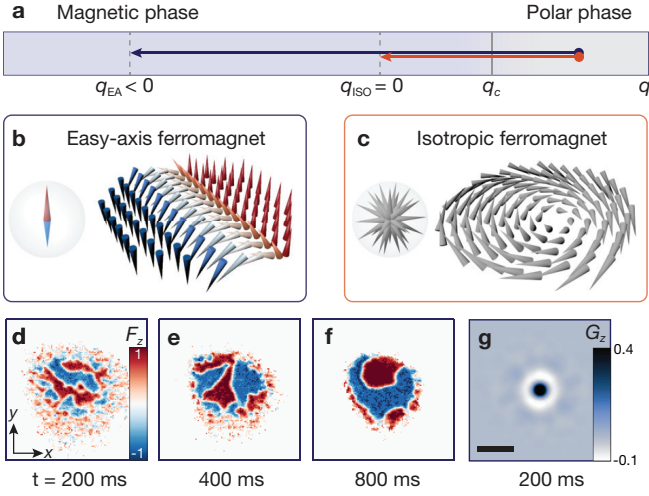 a
Magnetic phase
Polar phase
q_EA < 0
q_ISO = 0
q_c
q
b
Easy-axis ferromagnet
c
Isotropic ferromagnet
d
F_z
1
-1
y
x
e
f
g
G_z
0.4
-0.1
t = 200 ms
400 ms
800 ms
200 ms